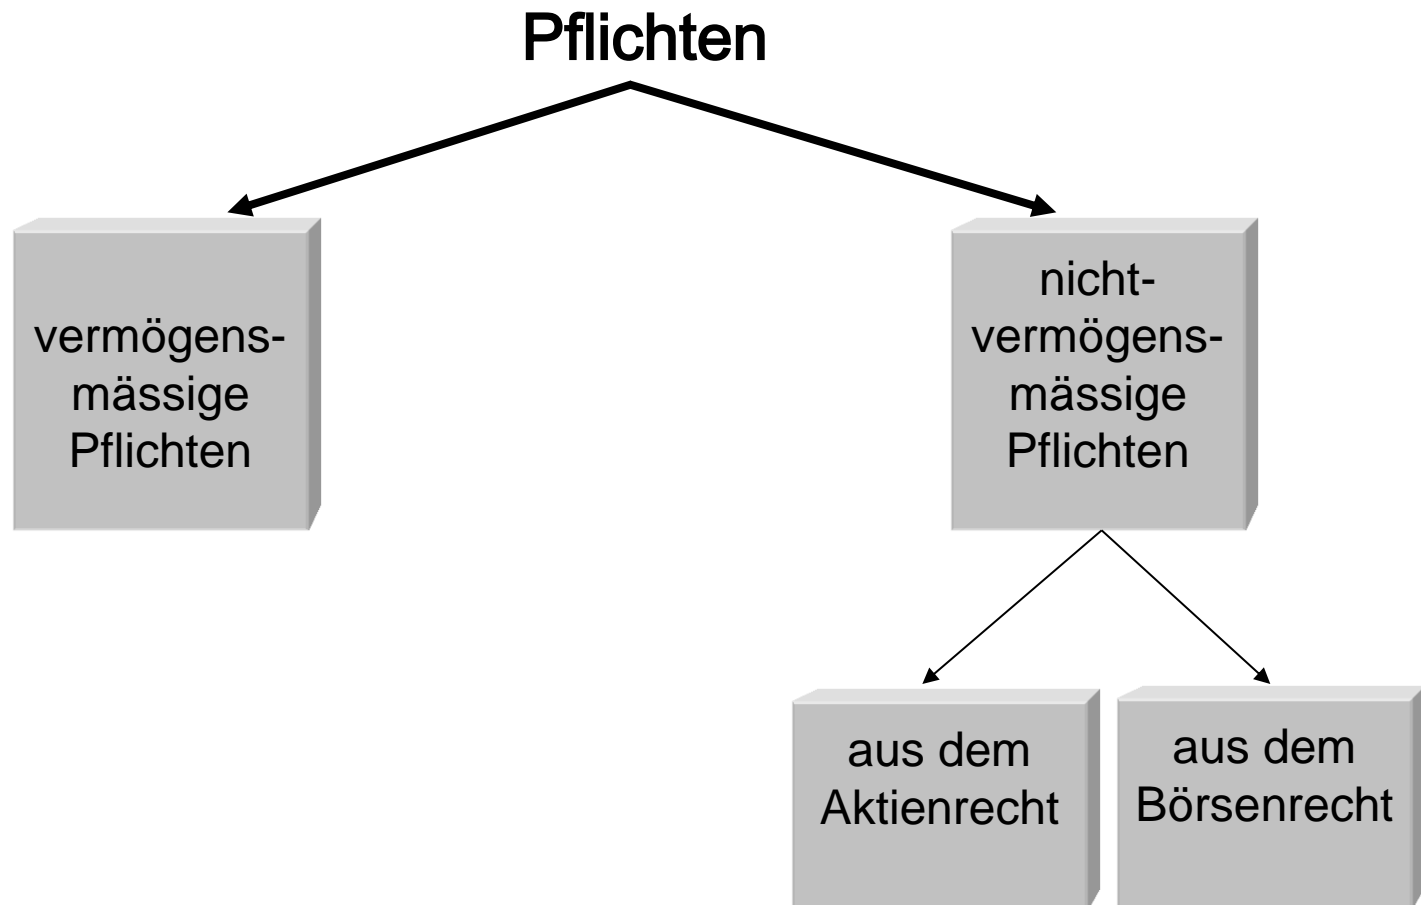 Pflichten
vermögens-
mässige
Pflichten
nicht-
vermögens-
mässige
Pflichten
aus dem
Aktienrecht
aus dem
Börsenrecht